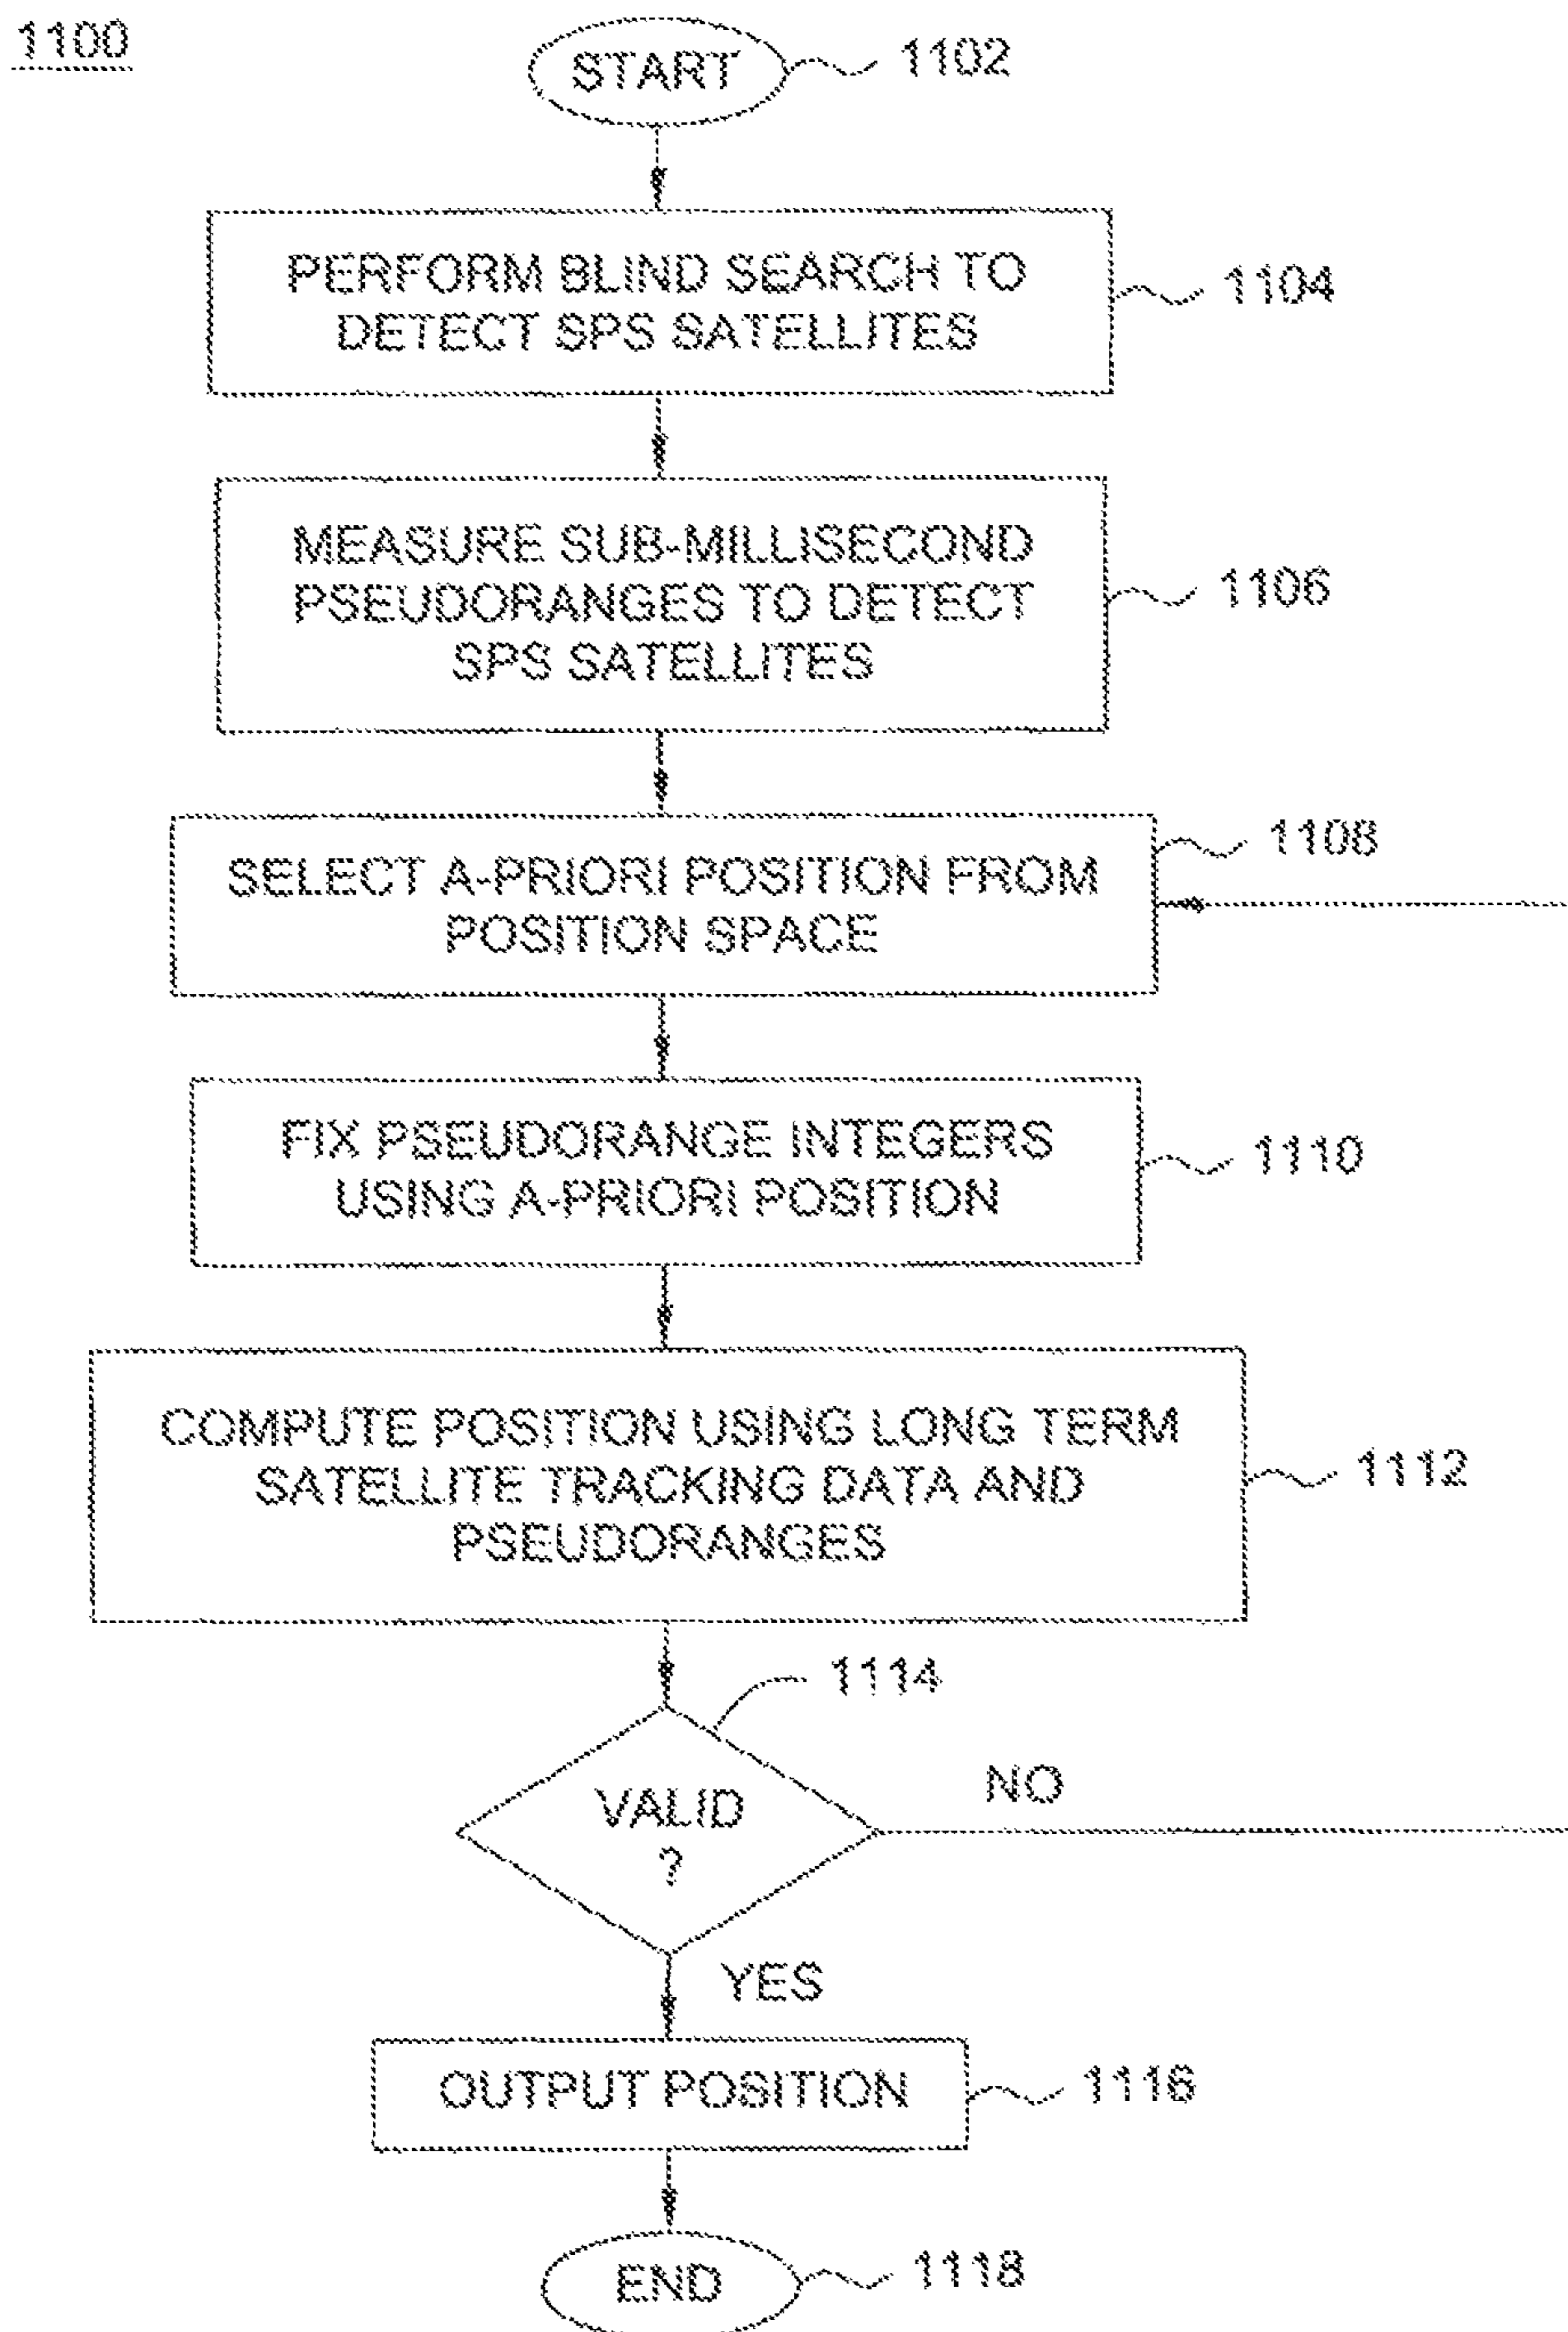 1100
START
1102
PERFORM BLIND SEARCH TO
DETECT SPS SATELLITES
1104
MEASURE SUB-MILLISECOND
PSEUDORANGES TO DETECT
SPS SATELLITES
1106
SELECT A-PRIORI POSITION FROM
POSITION SPACE
1108
FIX PSEUDORANGE INTEGERS
USING A-PRIORI POSITION
1110
COMPUTE POSITION USING LONG TERM
SATELLITE TRACKING DATA AND
PSEUDORANGES
1112
1114
VALID
?
NO
YES
OUTPUT POSITION
1116
END
1118